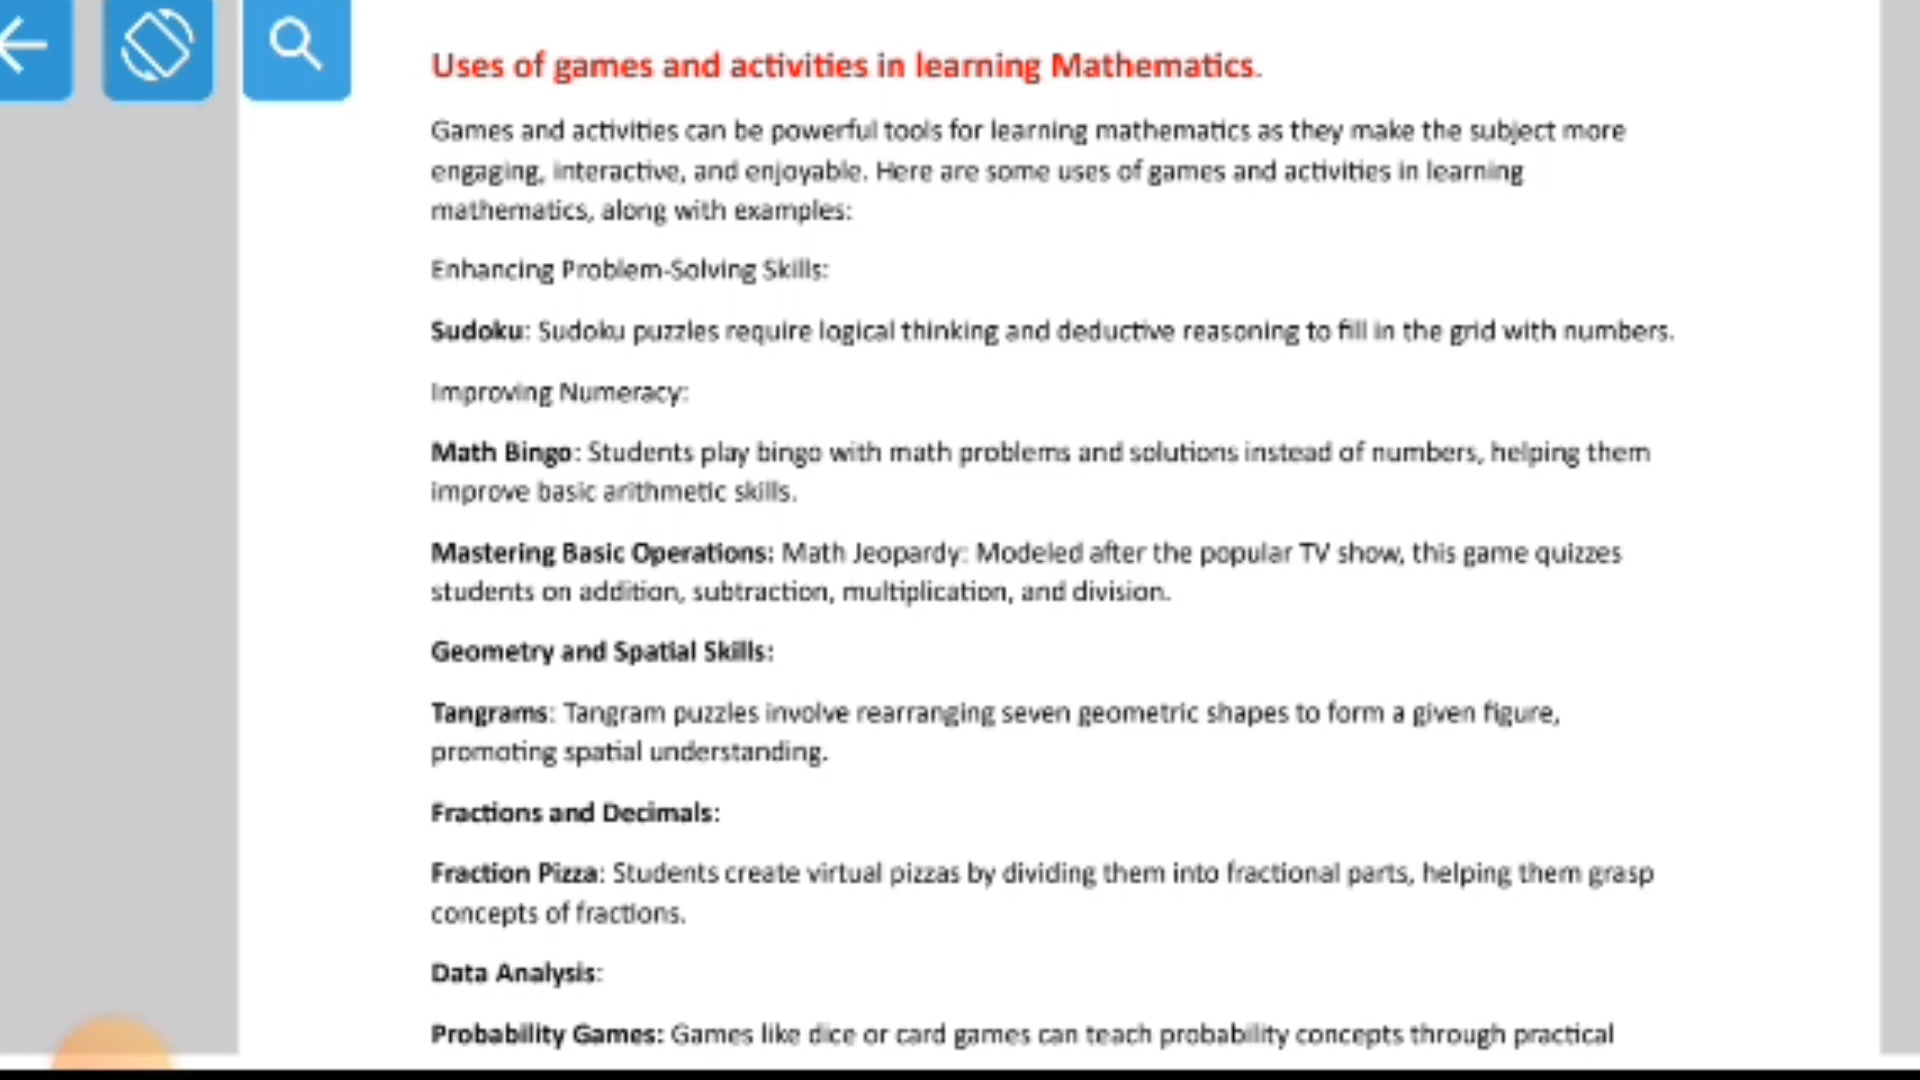 Uses of games and activities in learning Mathematics.
Games and activities can be powerful tools for learning mathematics as they make the subject more
engaging, interactive, and enjoyable. Here are some uses of games and activities in learning
mathematics, along with examples:
Enhancing Problem-Solving Skills:
Sudoku: Sudoku puzzles require logical thinking and deductive reasoning to fill in the grid with numbers.
Improving Numeracy:
Math Bingo: Students play bingo with math problems and solutions instead of numbers, helping them
improve basic arithmetic skills.
Mastering Basic Operations: Math Jeopardy: Modeled after the popular TV show, this game quizzes
students on addition, subtraction, multiplication, and division.
Geometry and Spatial Skills:
Tangrams: Tangram puzzles involve rearranging seven geometric shapes to form a given figure,
promoting spatial understanding.
Fractions and Decimals:
Fraction Pizza: Students create virtual pizzas by dividing them into fractional parts, helping them grasp
concepts of fractions.
Data Analysis:
Probability Games: Games like dice or card games can teach probability concepts through practical